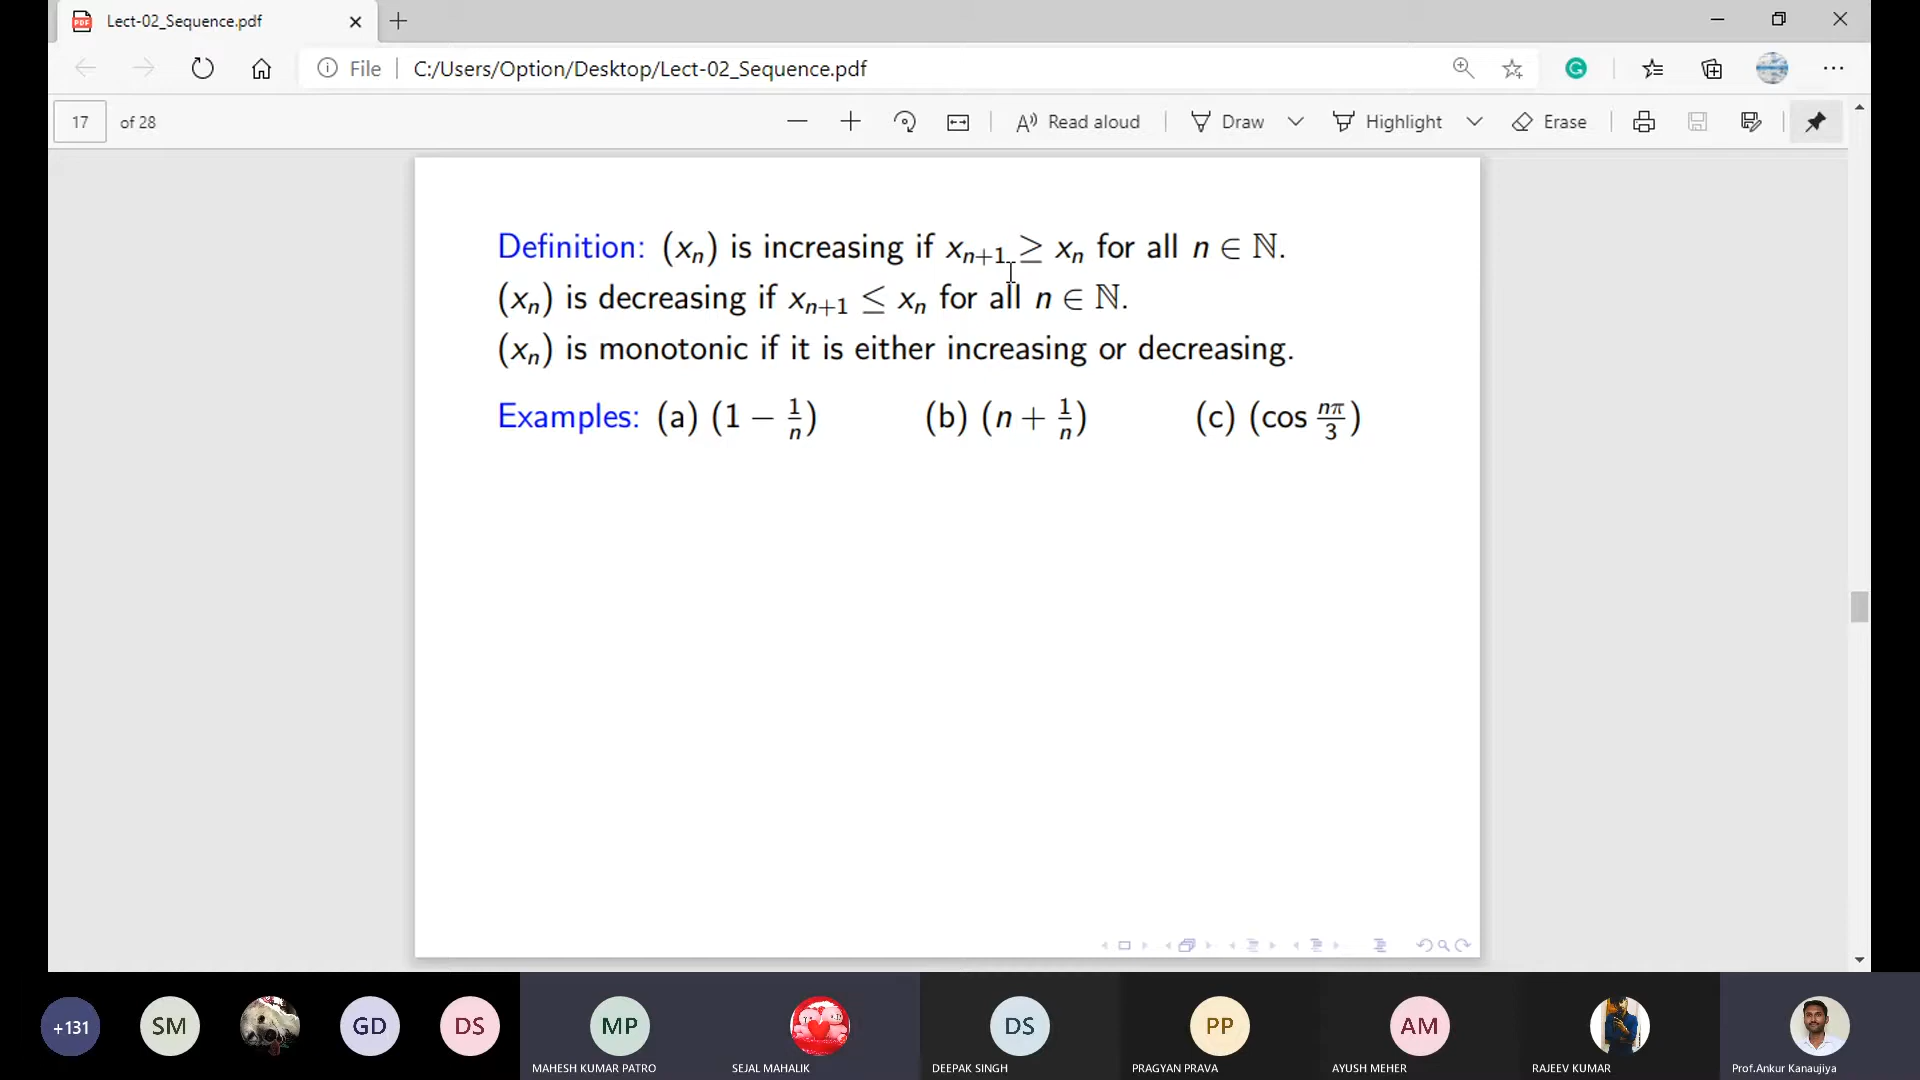 Lect-02_Sequence.pdf
File | C:/Users/Option/Desktop/Lect-02_Sequence.pdf
17 of 28
Read aloud Draw Highlight Erase
Definition: (xₙ) is increasing if xₙ₊₁ ≥ xₙ for all n ∈ ℕ.
(xₙ) is decreasing if xₙ₊₁ ≤ xₙ for all n ∈ ℕ.
(xₙ) is monotonic if it is either increasing or decreasing.
Examples: (a) (1 − 1/n) (b) (n + 1/n) (c) (cos nπ/3)
+131 SM GD DS MP DS PP AM
MAHESH KUMAR PATRO SEJAL MAHALIK DEEPAK SINGH PRAGYAN PRAVA AYUSH MEHER RAJEEV KUMAR Prof.Ankur Kanaujiya